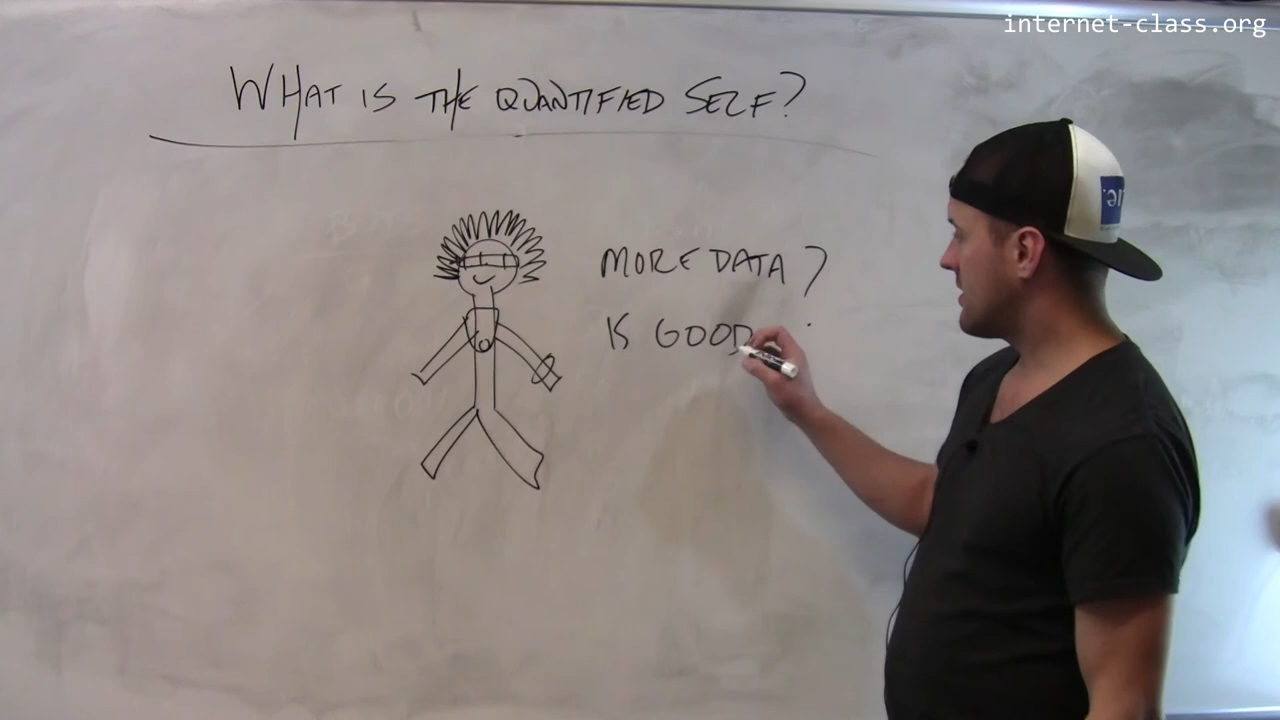 internet-class.org
WHAT IS THE QUANTIFIED SELF?
MORE DATA?
IS GOOD